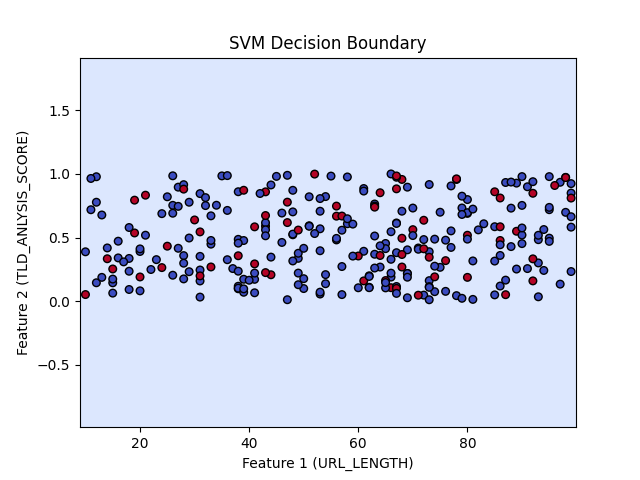 SVM Decision Boundary
1.5
1.0
0.5
0.0
−0.5
Feature 2 (TLD_ANLYSIS_SCORE)
20 40 60 80
Feature 1 (URL_LENGTH)